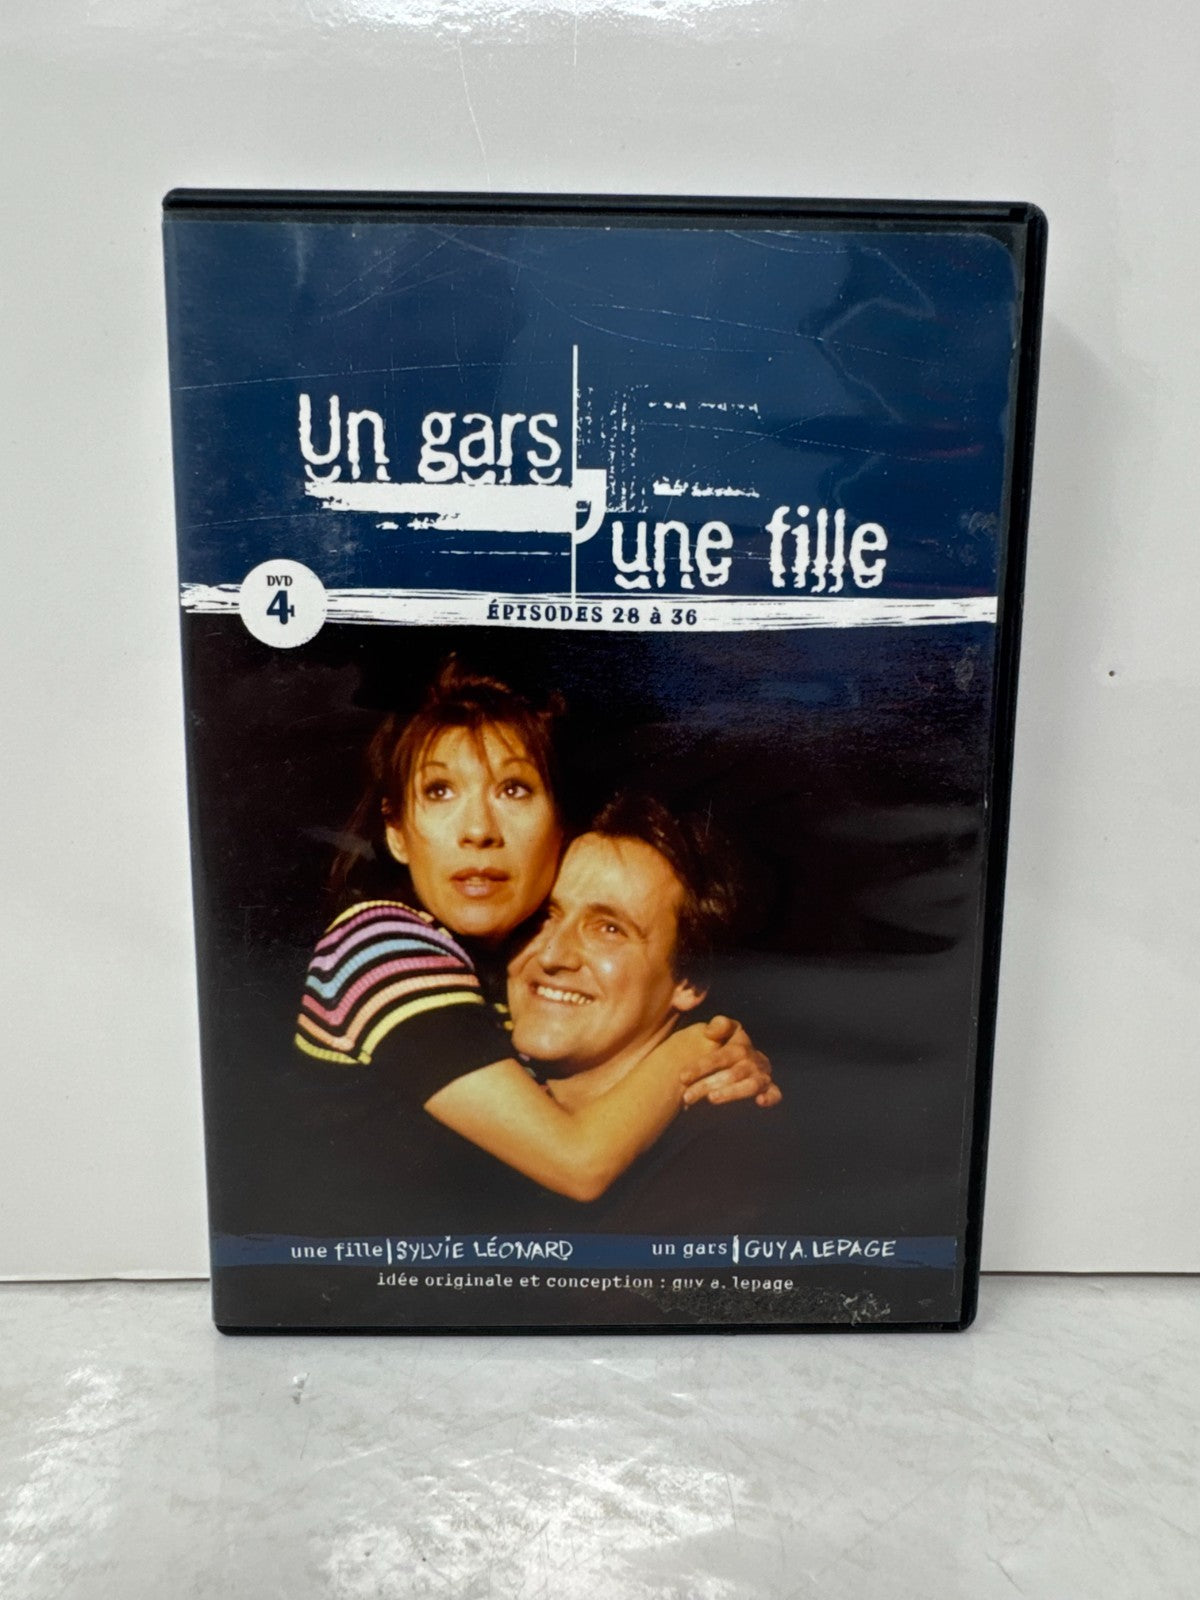 Un gars,
une fille
DVD
4
ÉPISODES 28 à 36
une fille | SYLVIE LÉONARD
un gars | GUY A. LEPAGE
idée originale et conception : guy a. lepage